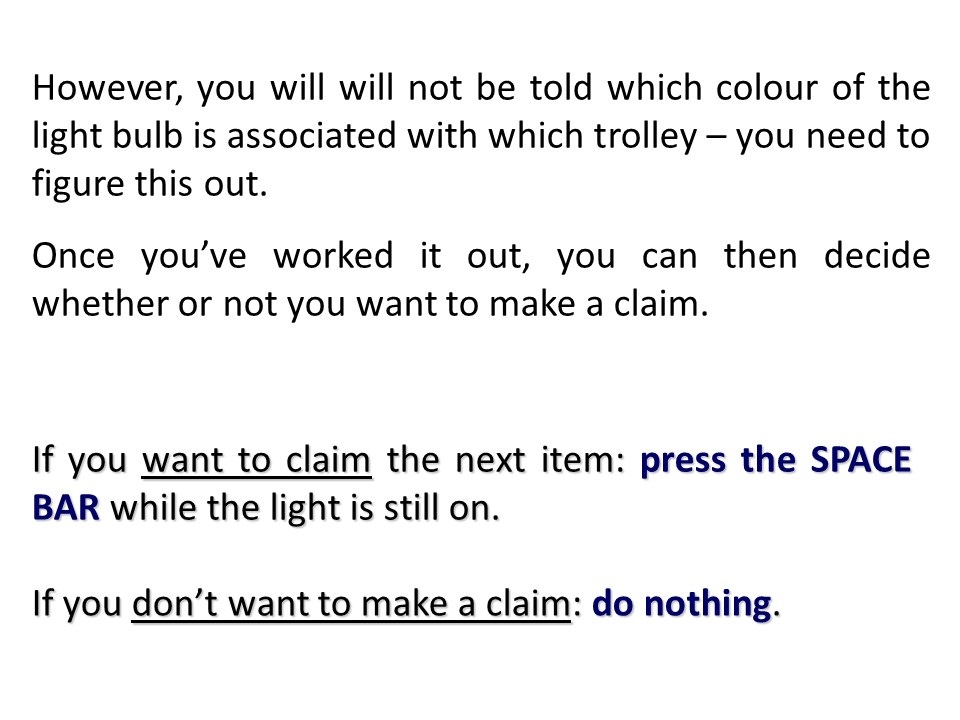 However, you will will not be told which colour of the
light bulb is associated with which trolley – you need to
figure this out.
Once you’ve worked it out, you can then decide
whether or not you want to make a claim.
If you want to claim the next item: press the SPACE
BAR while the light is still on.
If you don’t want to make a claim: do nothing.